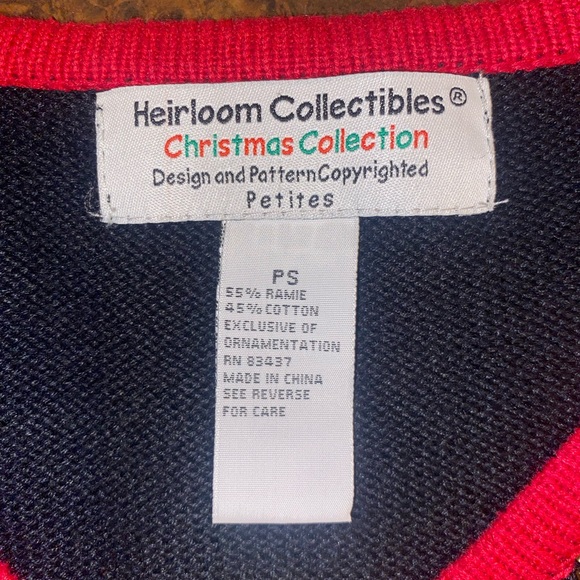 Heirloom Collectibles®
Christmas Collection
Design and Pattern Copyrighted
Petites
PS
55% RAMIE
45% COTTON
EXCLUSIVE OF
ORNAMENTATION
RN 83437
MADE IN CHINA
SEE REVERSE
FOR CARE